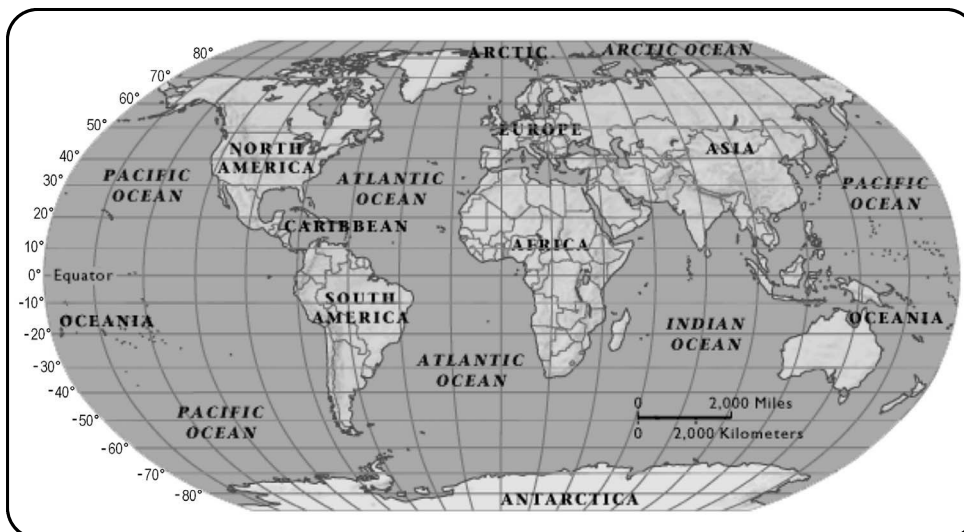 80°
ARCTIC
ARCTIC OCEAN
70°
60°
50°
EUROPE
NORTH
AMERICA
ASIA
40°
PACIFIC
OCEAN
ATLANTIC
OCEAN
PACIFIC
OCEAN
30°
20°
CARIBBEAN
10°
AFRICA
0°
Equator
-10°
SOUTH
AMERICA
OCEANIA
OCEANIA
INDIAN
OCEAN
-20°
ATLANTIC
OCEAN
-30°
-40°
0
2,000 Miles
0
2,000 Kilometers
PACIFIC
OCEAN
-50°
-60°
-70°
-80°
ANTARCTICA